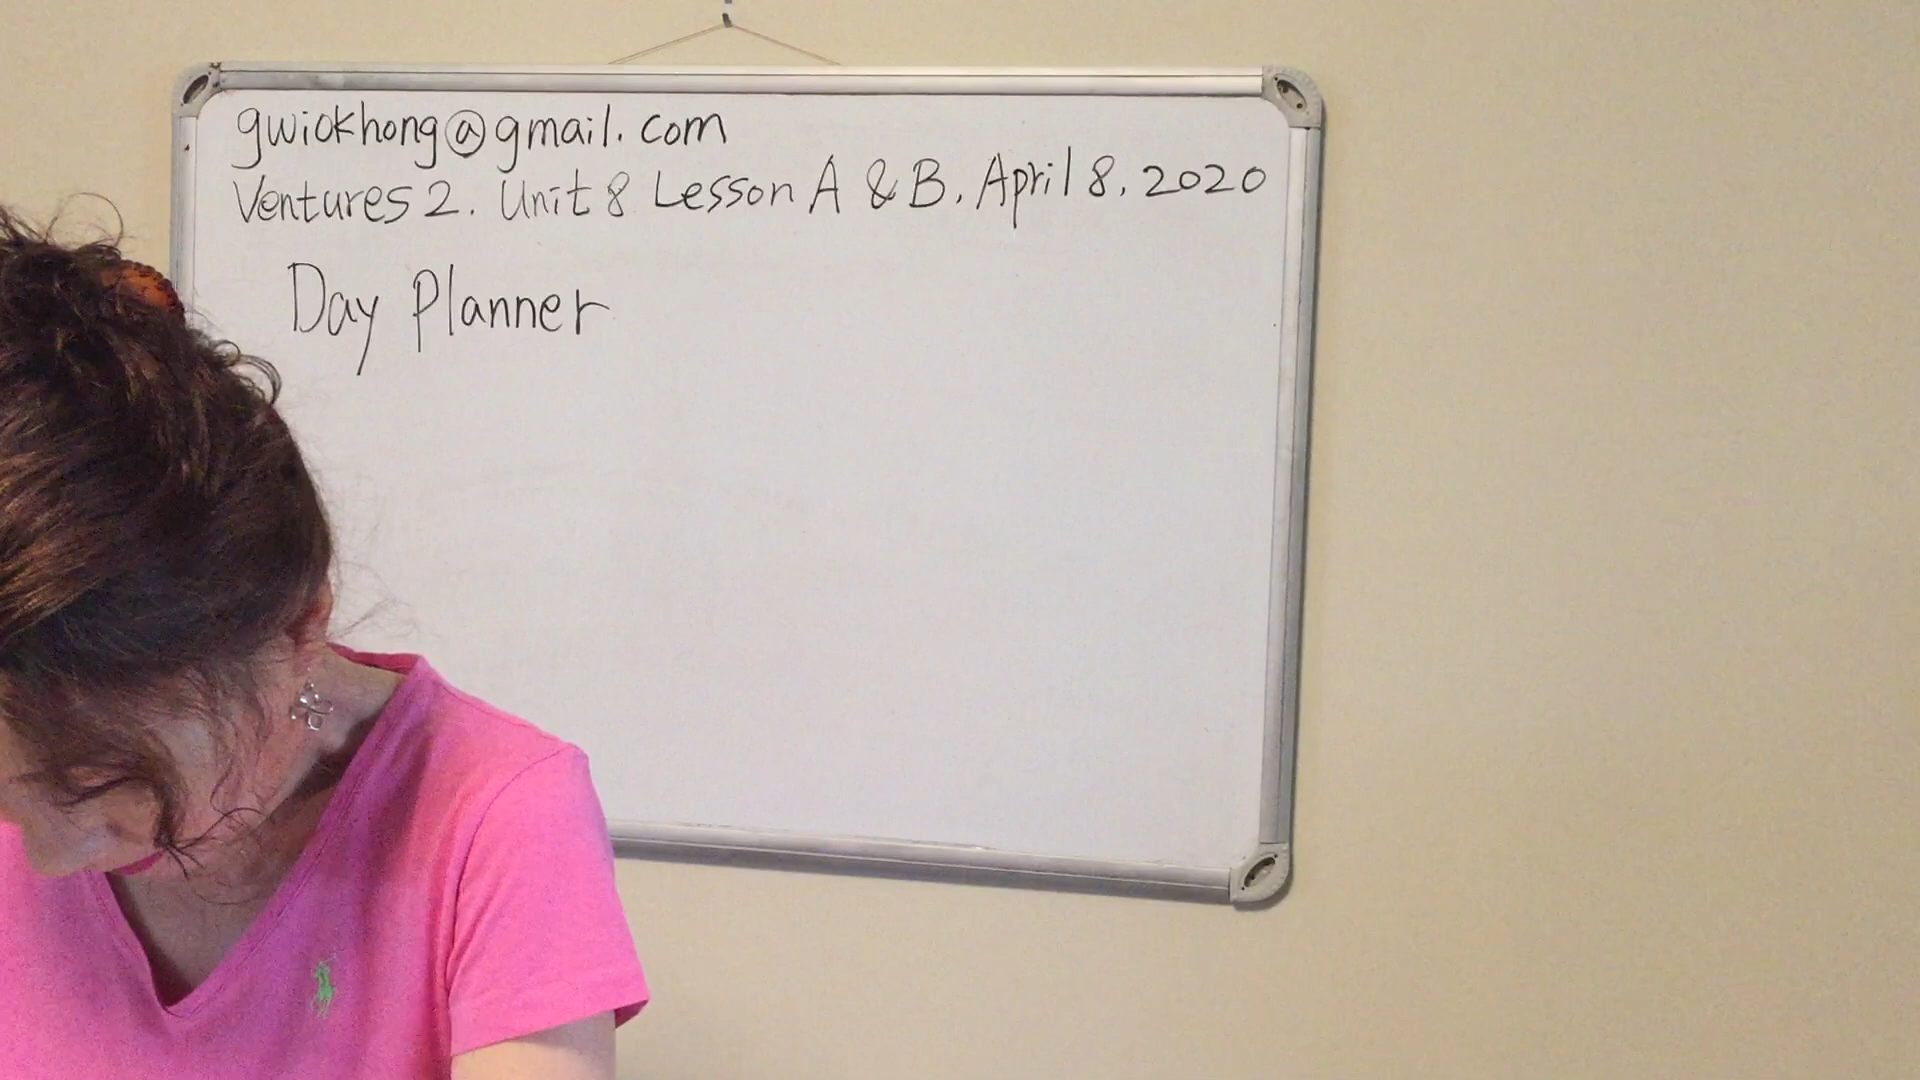 gwiokhong@gmail.com
Ventures 2. Unit 8 Lesson A & B. April 8. 2020
Day Planner